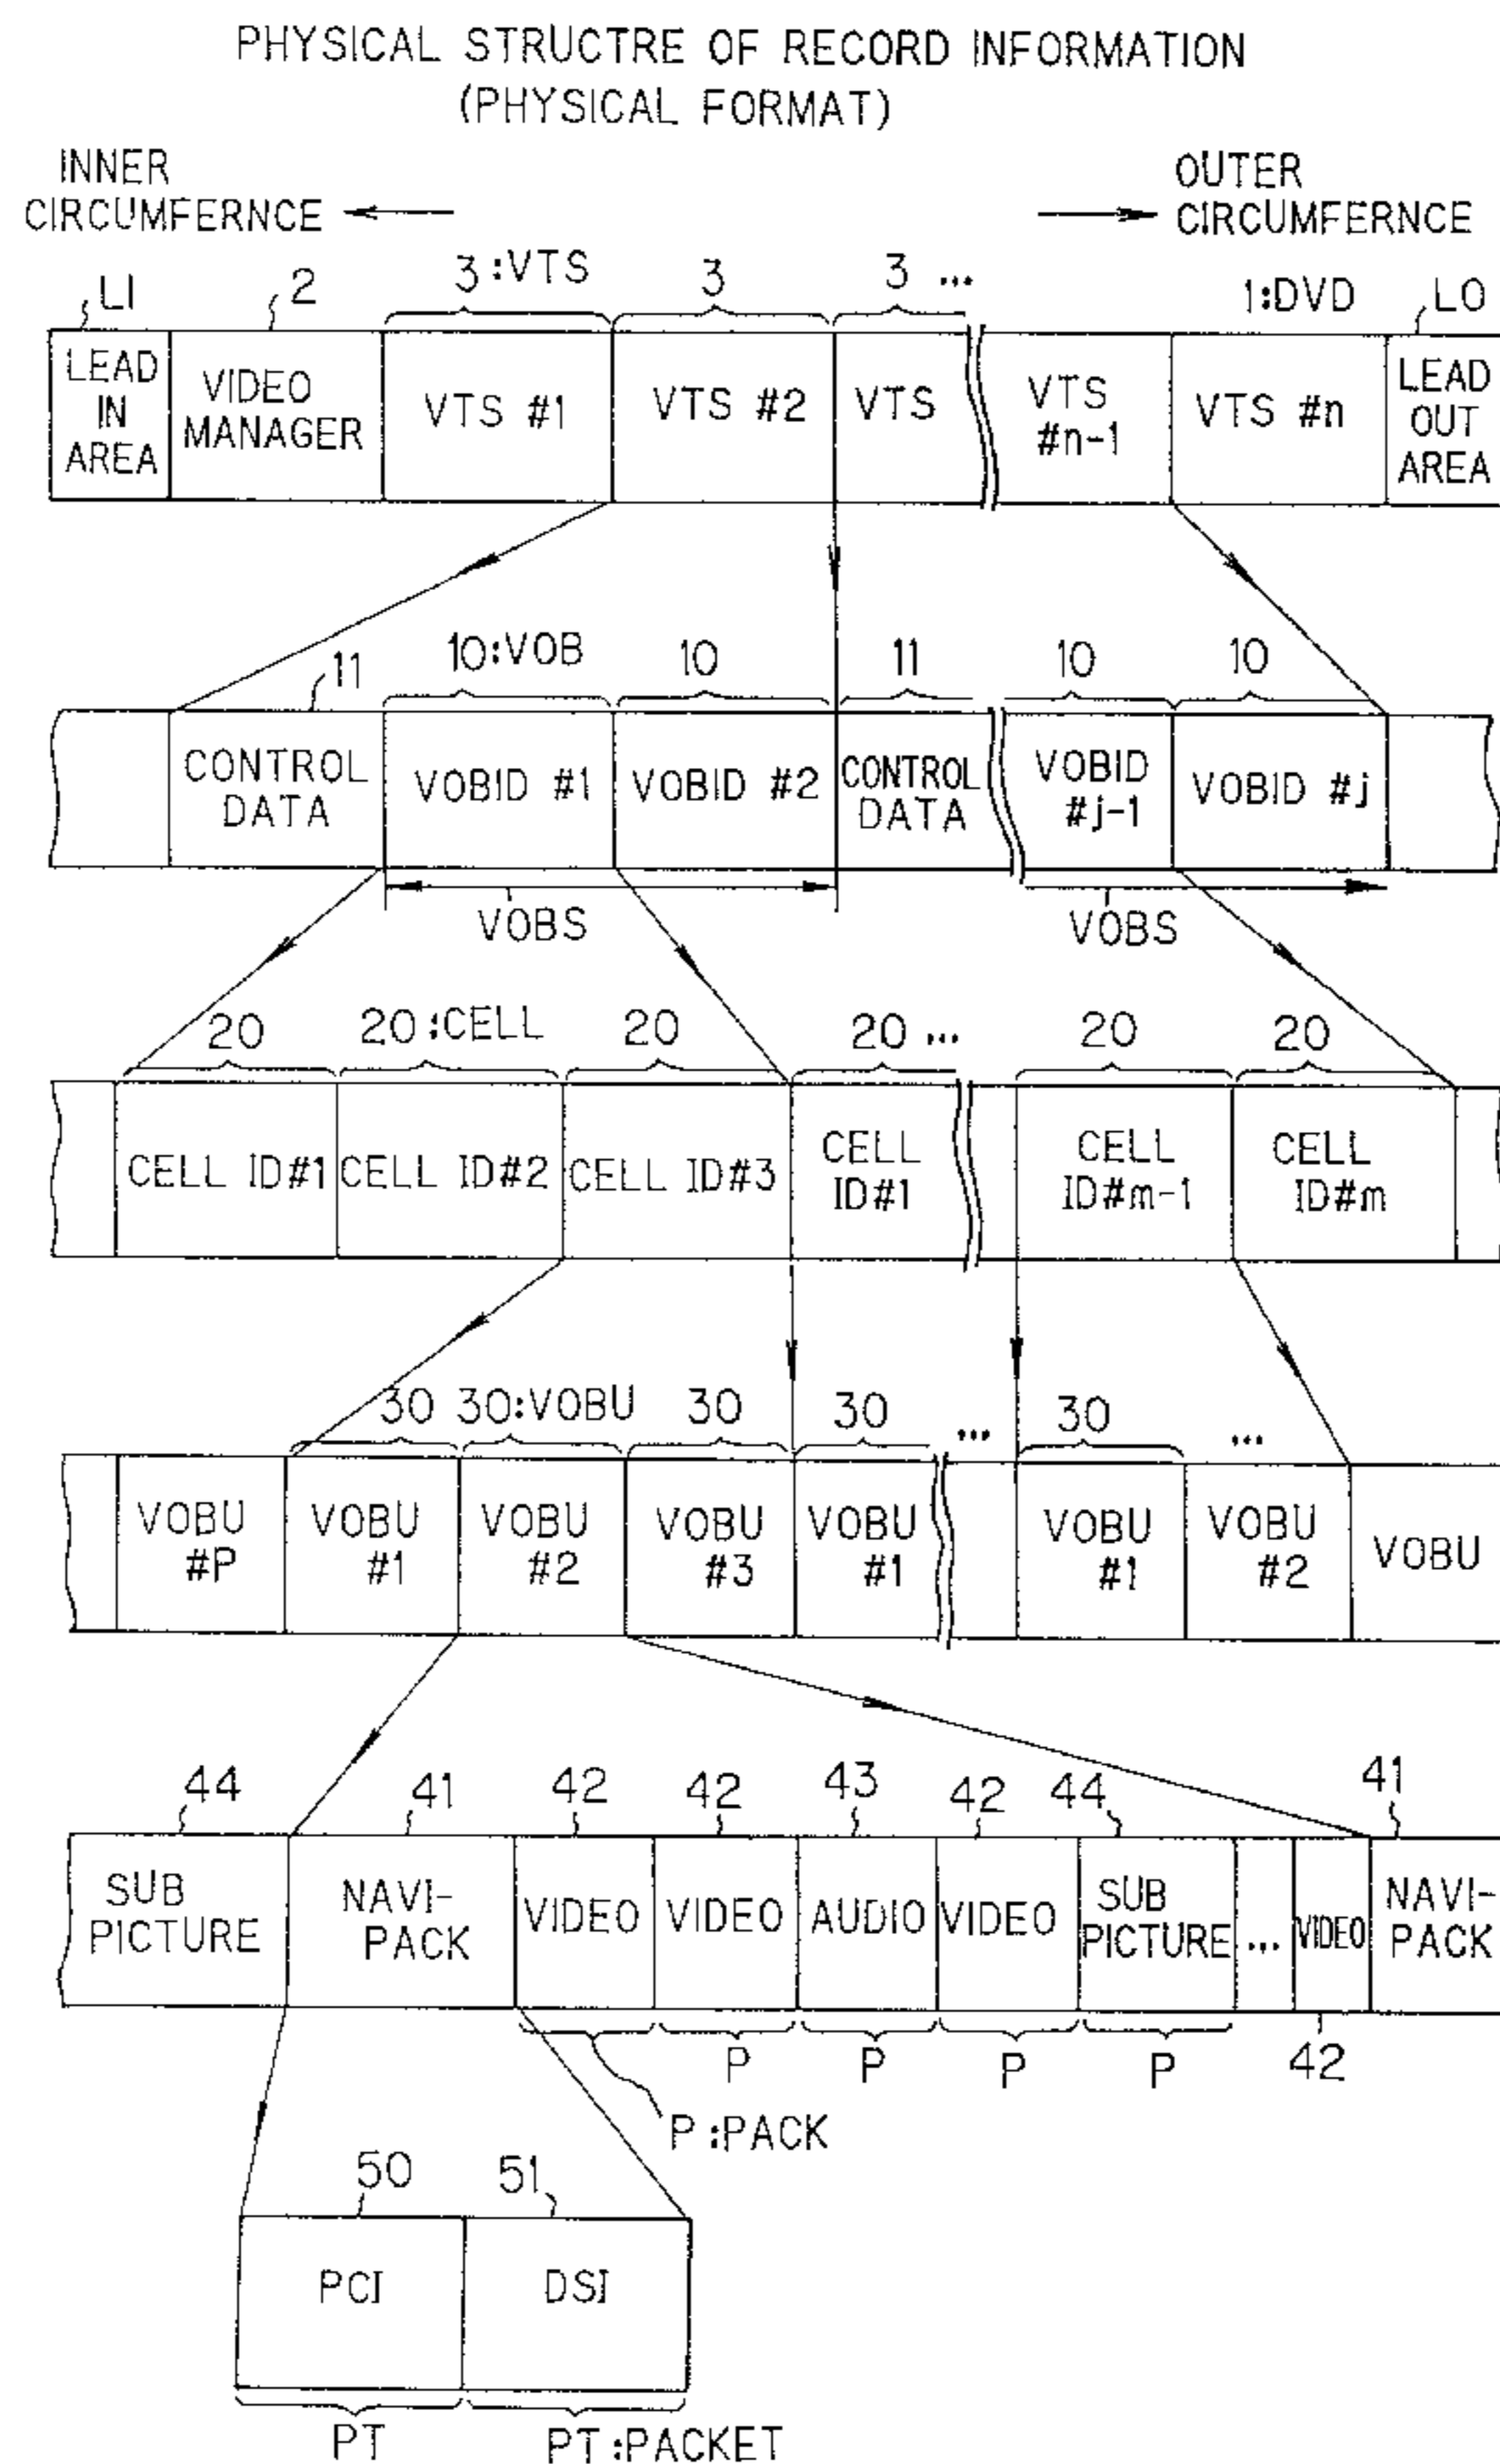 PHYSICAL STRUCTRE OF RECORD INFORMATION
(PHYSICAL FORMAT)
INNER
CIRCUMFERNCE
OUTER
CIRCUMFERNCE
LI 2 3:VTS 3 3 ... 1:DVD LO
LEAD IN AREA
VIDEO MANAGER
VTS #1
VTS #2
VTS
VTS #n-1
VTS #n
LEAD OUT AREA
11 10:VOB 10 11 10 10
CONTROL DATA
VOBID #1
VOBID #2
CONTROL DATA
VOBID #j-1
VOBID #j
VOBS
VOBS
20 20:CELL 20 20 ... 20 20
CELL ID#1
CELL ID#2
CELL ID#3
CELL ID#1
CELL ID#m-1
CELL ID#m
30 30:VOBU 30 30 ... 30 ...
VOBU #P
VOBU #1
VOBU #2
VOBU #3
VOBU #1
VOBU #1
VOBU #2
VOBU
44 41 42 42 43 42 44 41
SUB PICTURE
NAVI-PACK
VIDEO
VIDEO
AUDIO
VIDEO
SUB PICTURE
...
VIDEO
NAVI-PACK
P P P P 42
P:PACK
50 51
PCI
DSI
PT PT:PACKET